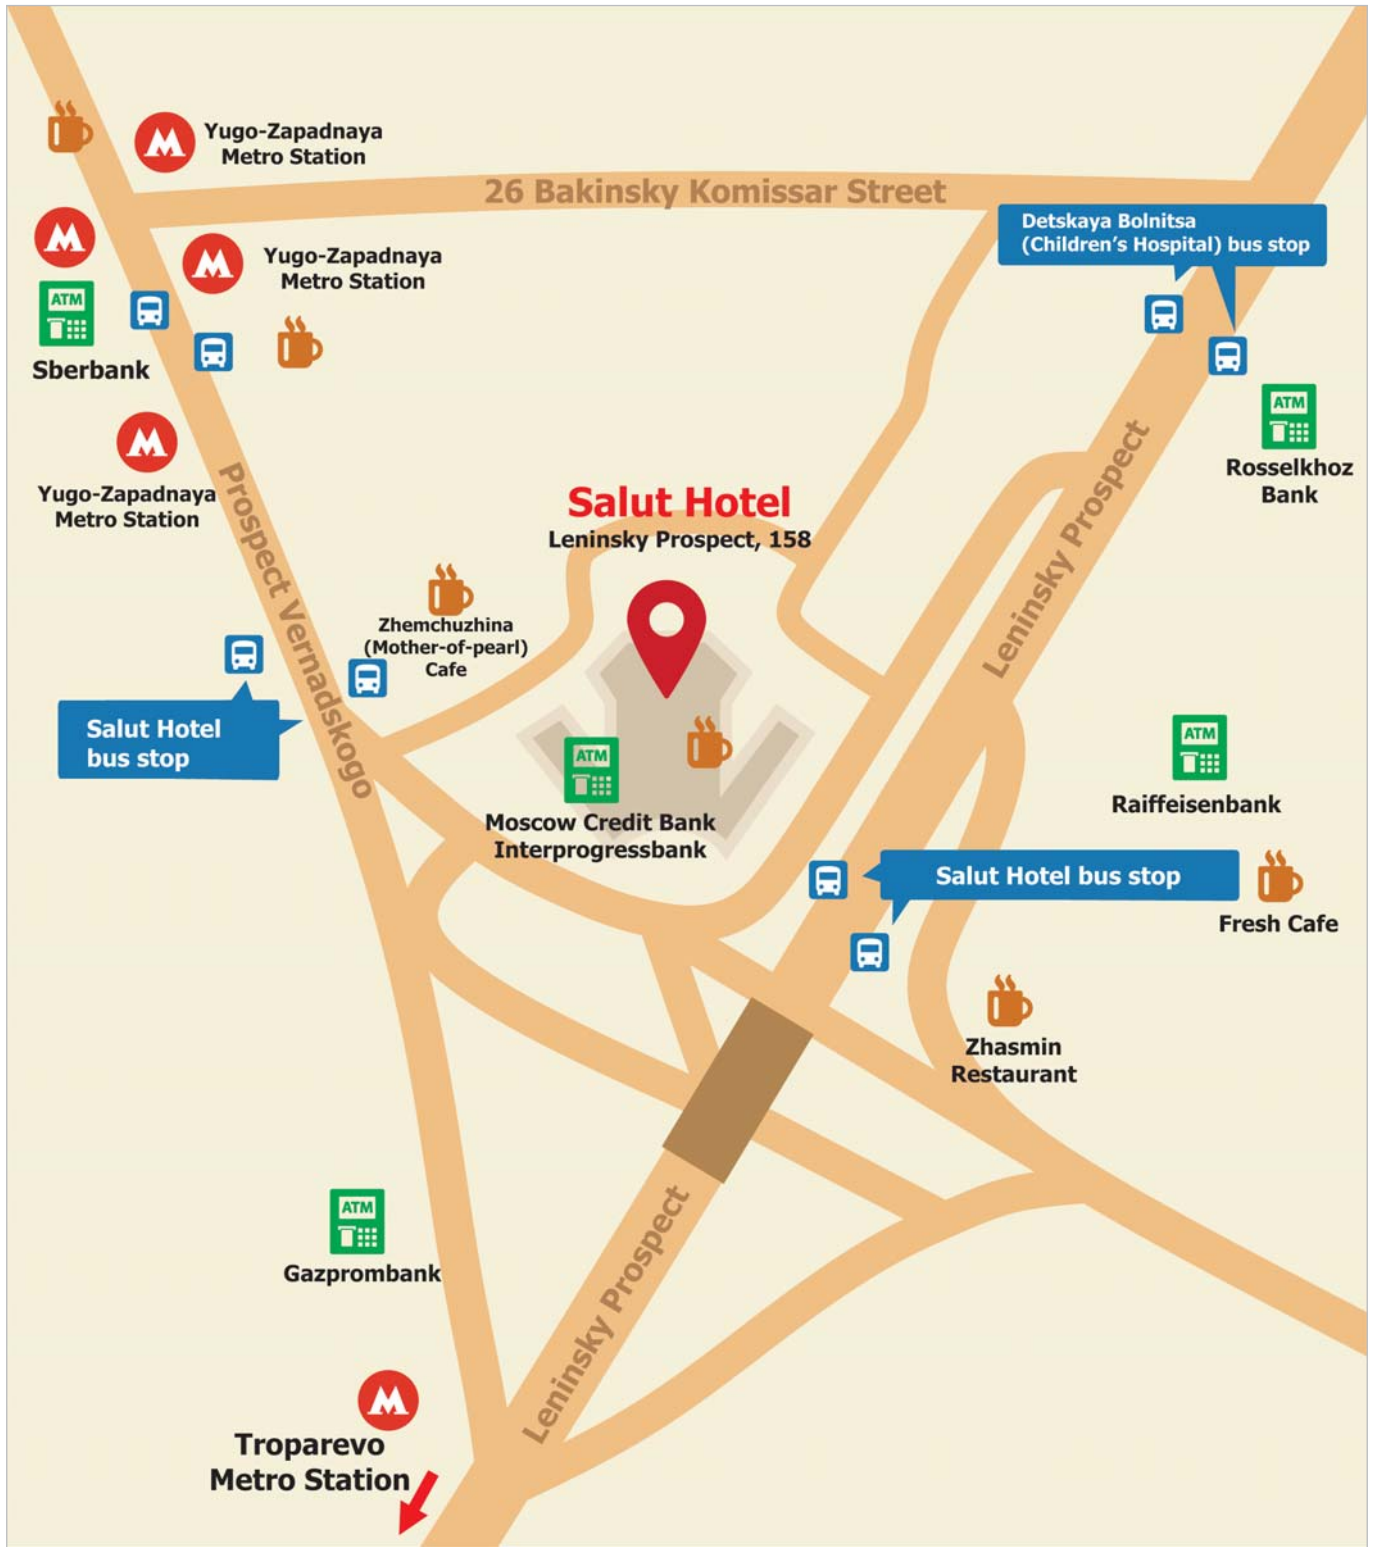 Yugo-Zapadnaya
Metro Station
26 Bakinsky Komissar Street
Detskaya Bolnitsa
(Children's Hospital) bus stop
Yugo-Zapadnaya
Metro Station
ATM
Sberbank
ATM
Rosselkhoz
Bank
Yugo-Zapadnaya
Metro Station
Prospect Vernadskogo
Salut Hotel
Leninsky Prospect, 158
Leninsky Prospect
Zhemchuzhina
(Mother-of-pearl)
Cafe
Salut Hotel
bus stop
ATM
Moscow Credit Bank
Interprogressbank
ATM
Raiffeisenbank
Salut Hotel bus stop
Fresh Cafe
Zhasmin
Restaurant
ATM
Gazprombank
Leninsky Prospect
Troparevo
Metro Station